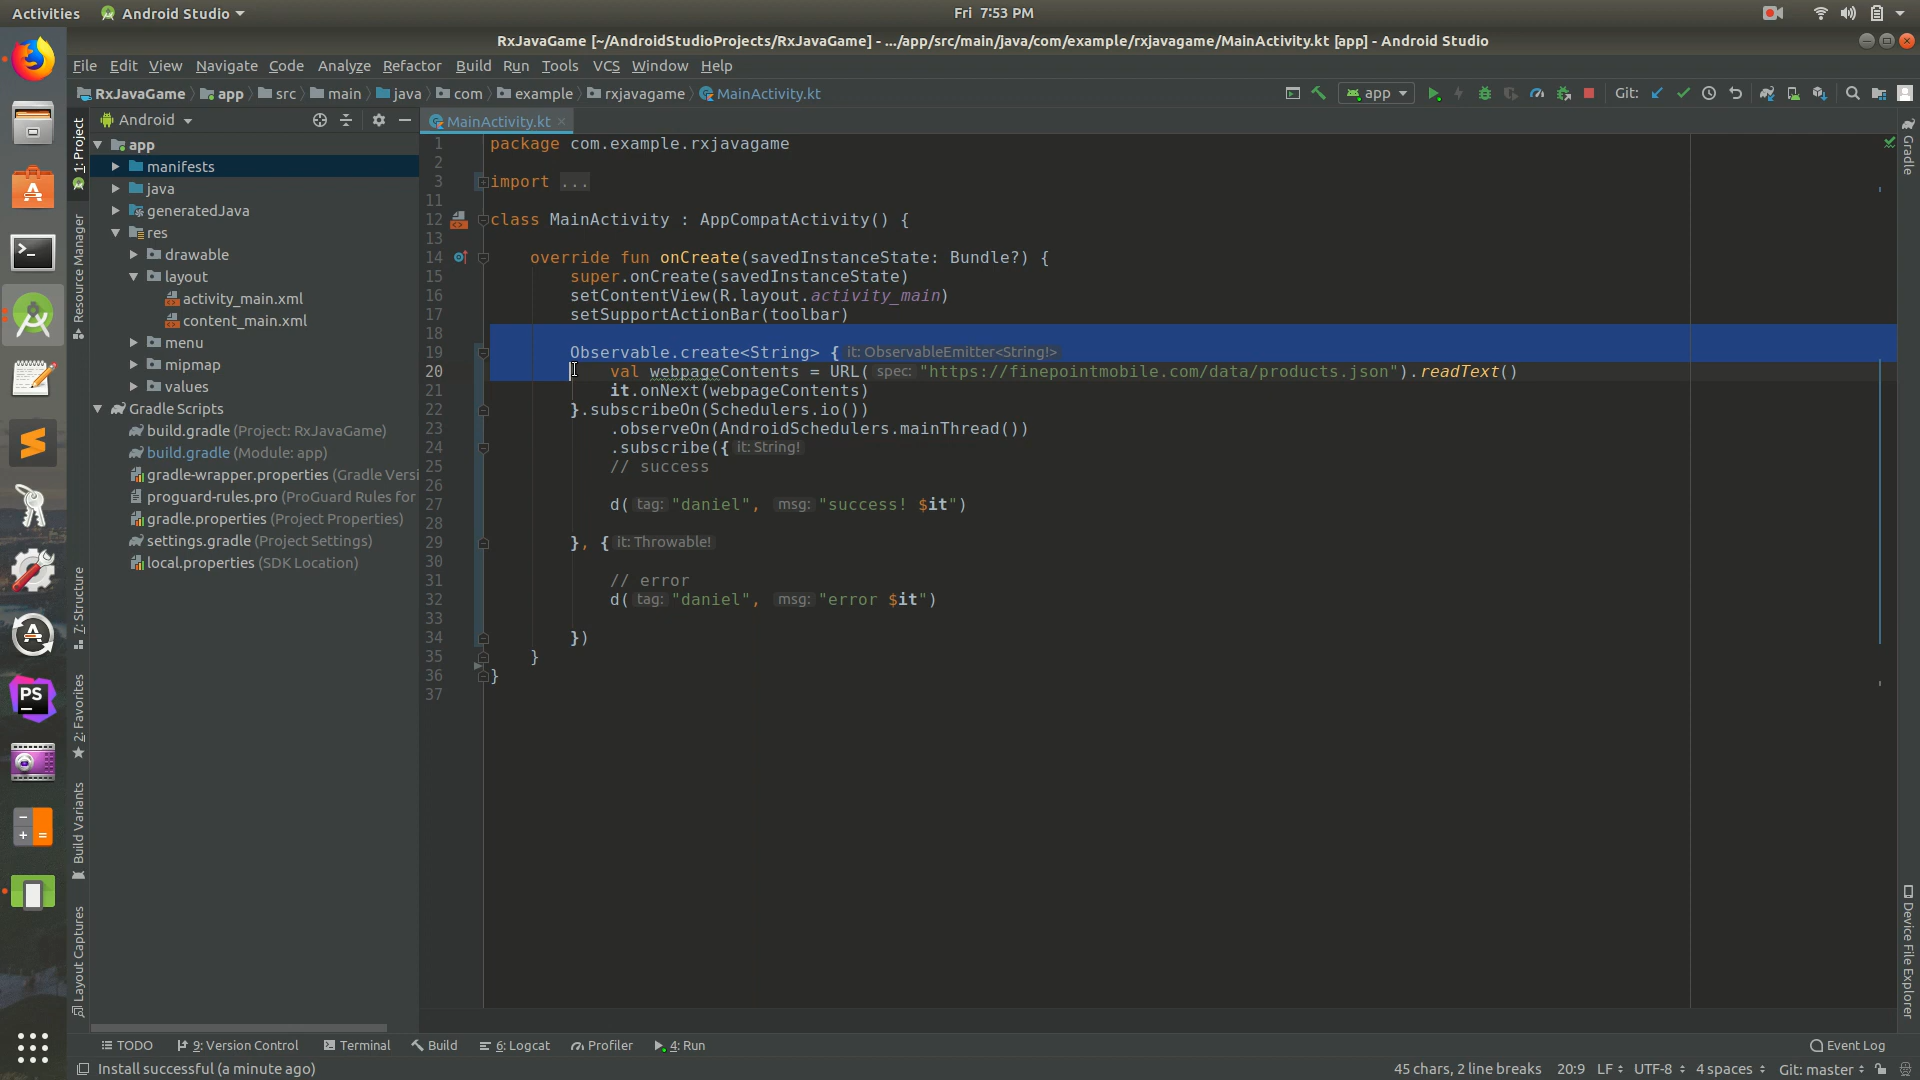 Activities
Android Studio
Fri 7:53 PM
RxJavaGame [~/AndroidStudioProjects/RxJavaGame] - .../app/src/main/java/com/example/rxjavagame/MainActivity.kt [app] - Android Studio
File Edit View Navigate Code Analyze Refactor Build Run Tools VCS Window Help
RxJavaGame app src main java com example rxjavagame MainActivity.kt
app
Git:
Android
MainActivity.kt
1: Project
Resource Manager
7: Structure
2: Favorites
Build Variants
Layout Captures
PS
app
manifests
java
generatedJava
res
drawable
layout
activity_main.xml
content_main.xml
menu
mipmap
values
Gradle Scripts
build.gradle (Project: RxJavaGame)
build.gradle (Module: app)
gradle-wrapper.properties (Gradle Versi
proguard-rules.pro (ProGuard Rules for
gradle.properties (Project Properties)
settings.gradle (Project Settings)
local.properties (SDK Location)
1 package com.example.rxjavagame
2
3 import ...
11
12 class MainActivity : AppCompatActivity() {
13
14 override fun onCreate(savedInstanceState: Bundle?) {
15 super.onCreate(savedInstanceState)
16 setContentView(R.layout.activity_main)
17 setSupportActionBar(toolbar)
18
19 Observable.create<String> { it: ObservableEmitter<String!>
20 val webpageContents = URL( spec: "https://finepointmobile.com/data/products.json").readText()
21 it.onNext(webpageContents)
22 }.subscribeOn(Schedulers.io())
23 .observeOn(AndroidSchedulers.mainThread())
24 .subscribe({ it: String!
25 // success
26
27 d( tag: "daniel", msg: "success! $it")
28
29 }, { it: Throwable!
30
31 // error
32 d( tag: "daniel", msg: "error $it")
33
34 })
35 }
36 }
37
Gradle
Device File Explorer
TODO 9: Version Control Terminal Build 6: Logcat Profiler 4: Run Event Log
Install successful (a minute ago) 45 chars, 2 line breaks 20:9 LF UTF-8 4 spaces Git: master